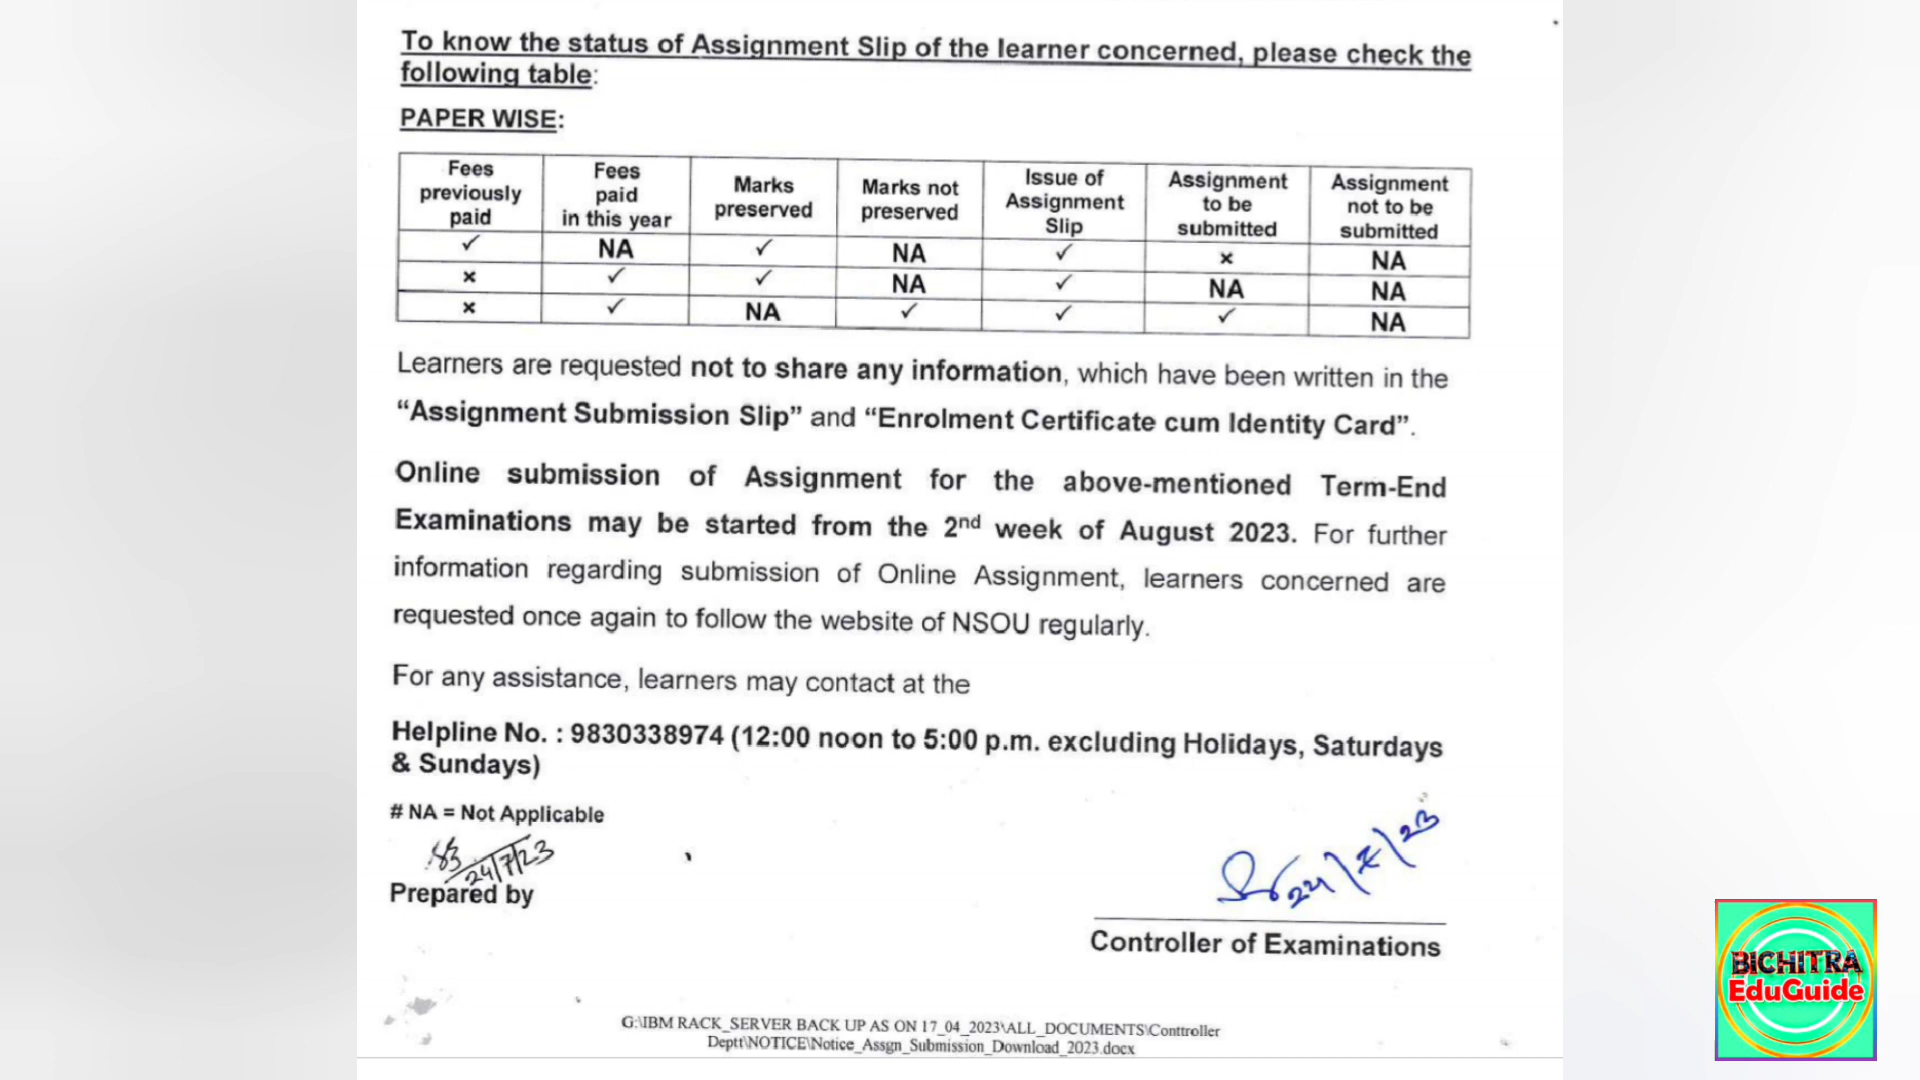 To know the status of Assignment Slip of the learner concerned, please check the
following table:
PAPER WISE:
Fees previously paid | Fees paid in this year | Marks preserved | Marks not preserved | Issue of Assignment Slip | Assignment to be submitted | Assignment not to be submitted
✓ | NA | ✓ | NA | ✓ | × | NA
× | ✓ | ✓ | NA | ✓ | NA | NA
× | ✓ | NA | ✓ | ✓ | ✓ | NA
Learners are requested not to share any information, which have been written in the
“Assignment Submission Slip” and “Enrolment Certificate cum Identity Card”.
Online submission of Assignment for the above-mentioned Term-End
Examinations may be started from the 2nd week of August 2023. For further
information regarding submission of Online Assignment, learners concerned are
requested once again to follow the website of NSOU regularly.
For any assistance, learners may contact at the
Helpline No. : 9830338974 (12:00 noon to 5:00 p.m. excluding Holidays, Saturdays
& Sundays)
# NA = Not Applicable
24/7/23
Prepared by
24/7/23
Controller of Examinations
G:\IBM RACK_SERVER BACK UP AS ON 17_04_2023\ALL_DOCUMENTS\Conttroller
Deptt\NOTICE\Notice_Assgn_Submission_Download_2023.docx
BICHITRA
EduGuide